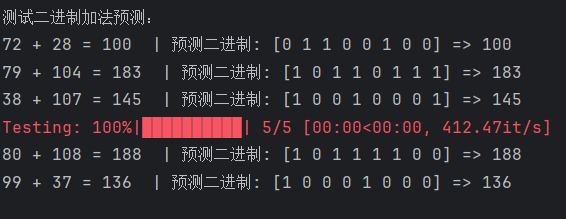 测试二进制加法预测：
72 + 28 = 100  | 预测二进制: [0 1 1 0 0 1 0 0] => 100
79 + 104 = 183  | 预测二进制: [1 0 1 1 0 1 1 1] => 183
38 + 107 = 145  | 预测二进制: [1 0 0 1 0 0 0 1] => 145
Testing: 100%|██████████| 5/5 [00:00<00:00, 412.47it/s]
80 + 108 = 188  | 预测二进制: [1 0 1 1 1 1 0 0] => 188
99 + 37 = 136  | 预测二进制: [1 0 0 0 1 0 0 0] => 136